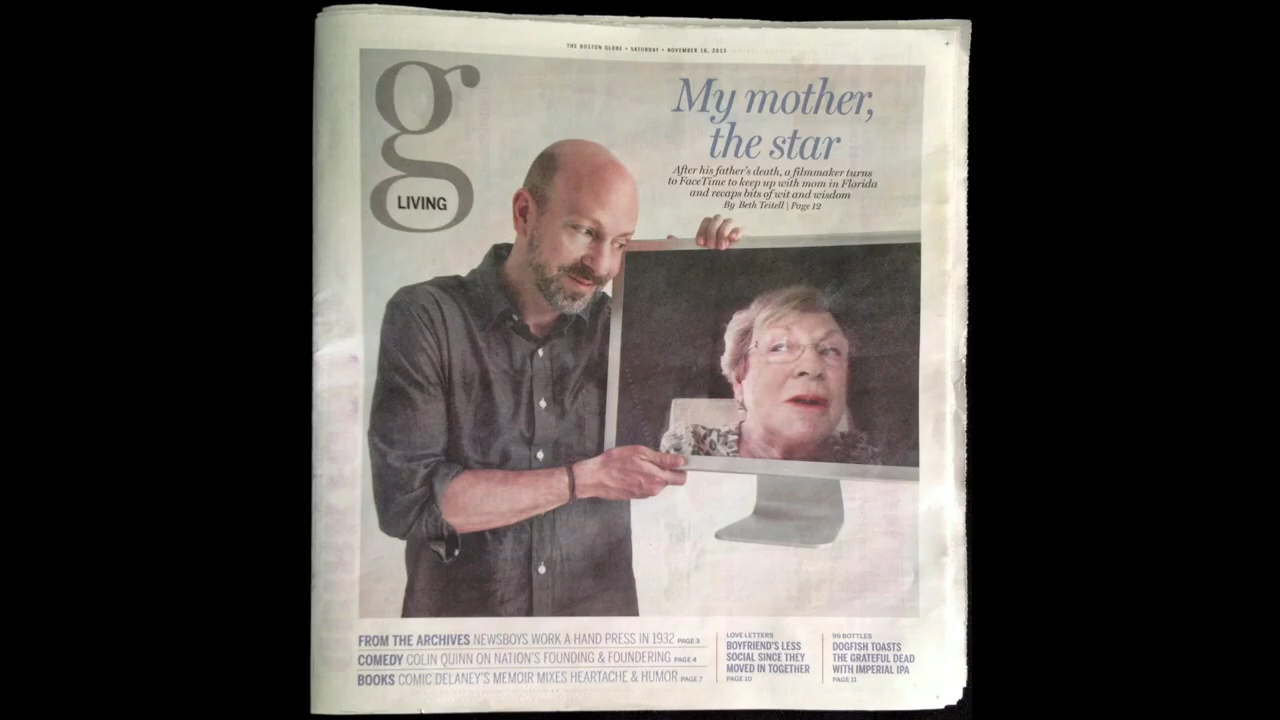 THE BOSTON GLOBE • SATURDAY • NOVEMBER 16, 2013
g
LIVING
My mother,
the star
After his father's death, a filmmaker turns
to FaceTime to keep up with mom in Florida
and recaps bits of wit and wisdom
By Beth Teitell | Page 12
FROM THE ARCHIVES NEWSBOYS WORK A HAND PRESS IN 1932 PAGE 3
COMEDY COLIN QUINN ON NATION'S FOUNDING & FOUNDERING PAGE 4
BOOKS COMIC DELANEY'S MEMOIR MIXES HEARTACHE & HUMOR PAGE 7
LOVE LETTERS
BOYFRIEND'S LESS
SOCIAL SINCE THEY
MOVED IN TOGETHER
PAGE 10
99 BOTTLES
DOGFISH TOASTS
THE GRATEFUL DEAD
WITH IMPERIAL IPA
PAGE 11